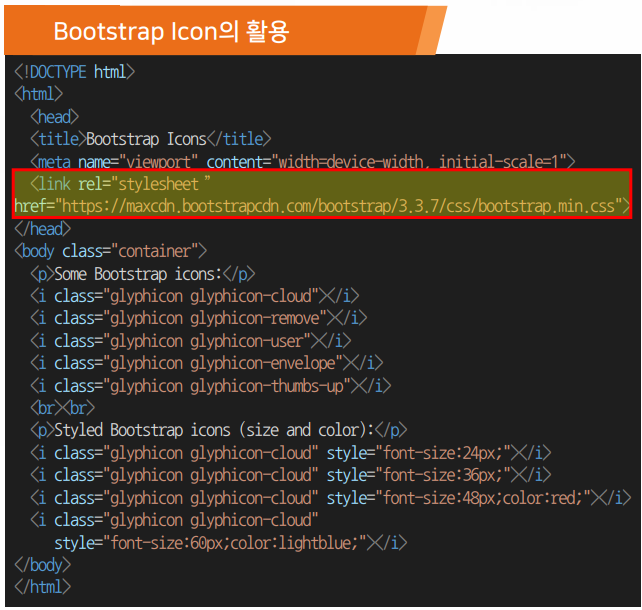 Bootstrap Icon의 활용
<!DOCTYPE html>
<html>
<head>
<title>Bootstrap Icons</title>
<meta name="viewport" content="width=device-width, initial-scale=1">
<link rel="stylesheet”
href="https://maxcdn.bootstrapcdn.com/bootstrap/3.3.7/css/bootstrap.min.css">
</head>
<body class="container">
<p>Some Bootstrap icons:</p>
<i class="glyphicon glyphicon-cloud"></i>
<i class="glyphicon glyphicon-remove"></i>
<i class="glyphicon glyphicon-user"></i>
<i class="glyphicon glyphicon-envelope"></i>
<i class="glyphicon glyphicon-thumbs-up"></i>
<br><br>
<p>Styled Bootstrap icons (size and color):</p>
<i class="glyphicon glyphicon-cloud" style="font-size:24px;"></i>
<i class="glyphicon glyphicon-cloud" style="font-size:36px;"></i>
<i class="glyphicon glyphicon-cloud" style="font-size:48px;color:red;"></i>
<i class="glyphicon glyphicon-cloud"
style="font-size:60px;color:lightblue;"></i>
</body>
</html>